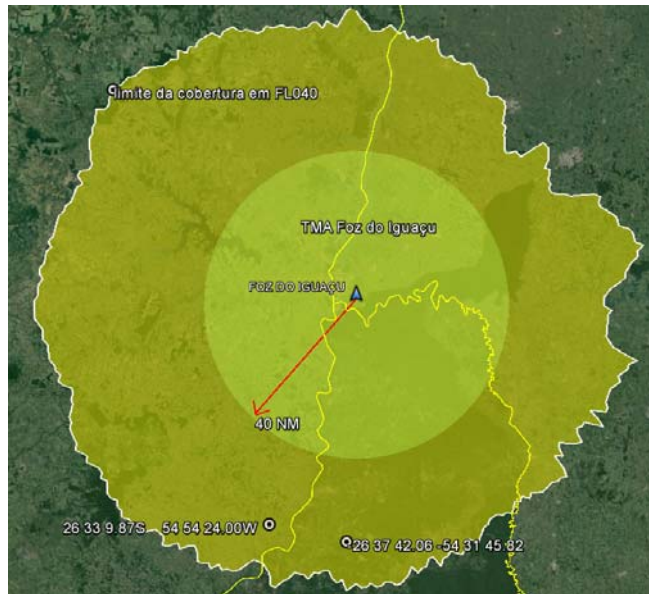 limite da cobertura em FL040
TMA Foz do Iguaçu
FOZ DO IGUAÇU
40 NM
26 33 9.87S - 54 54 24.00W
-26 37 42.06 -54 31 45.82